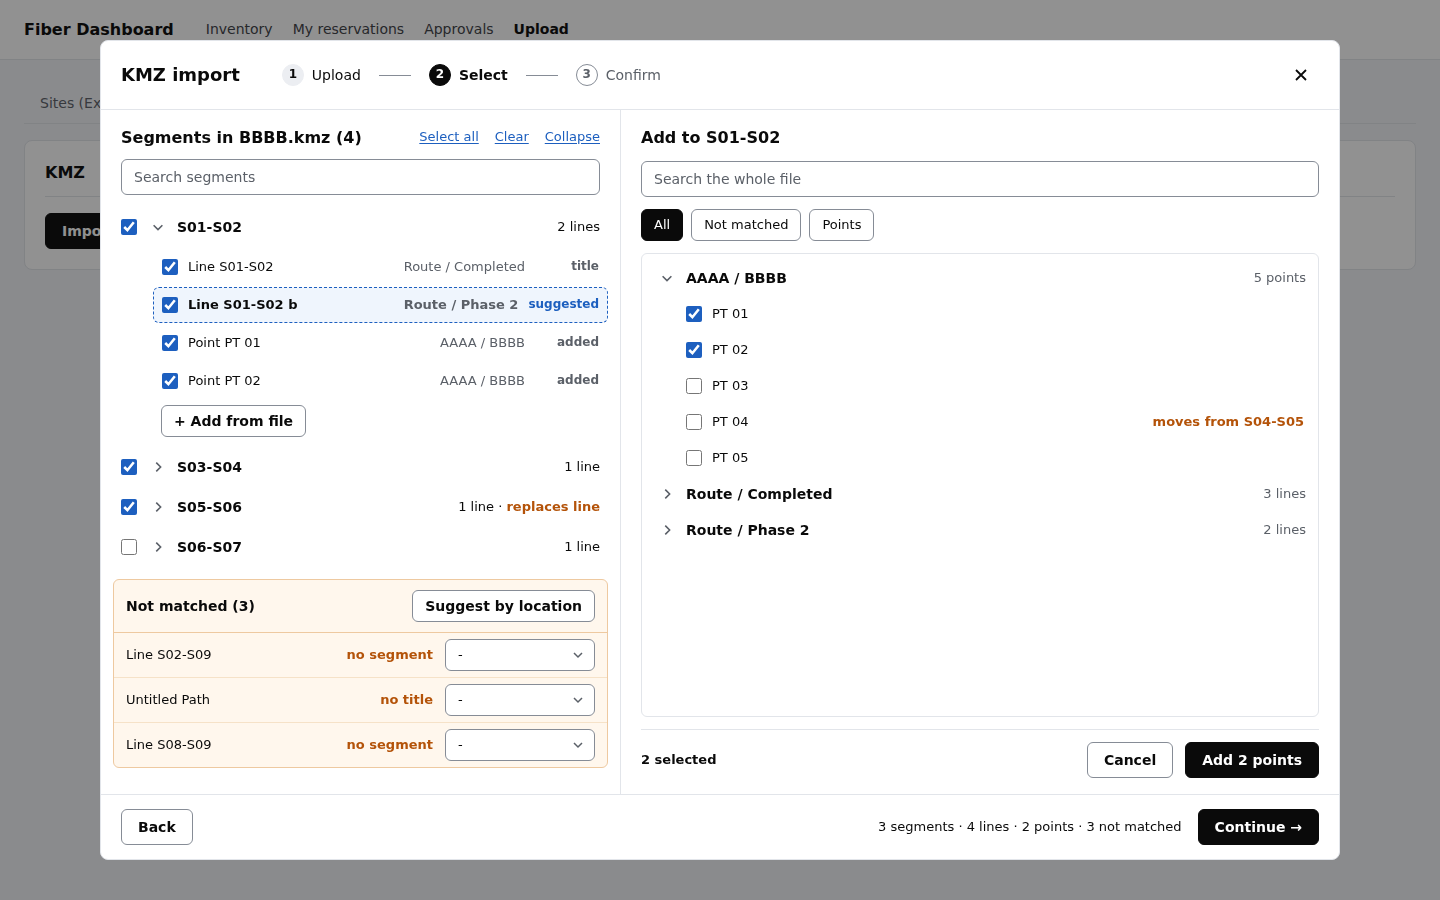 Fiber Dashboard Inventory My reservations Approvals Upload
Sites (Ex
KMZ
Impo
KMZ import 1 Upload 2 Select 3 Confirm ✕
Segments in BBBB.kmz (4) Select all Clear Collapse
Search segments
S01-S02 2 lines
Line S01-S02 Route / Completed title
Line S01-S02 b Route / Phase 2 suggested
Point PT 01 AAAA / BBBB added
Point PT 02 AAAA / BBBB added
+ Add from file
S03-S04 1 line
S05-S06 1 line · replaces line
S06-S07 1 line
Not matched (3) Suggest by location
Line S02-S09 no segment -
Untitled Path no title -
Line S08-S09 no segment -
Add to S01-S02
Search the whole file
All Not matched Points
AAAA / BBBB 5 points
PT 01
PT 02
PT 03
PT 04 moves from S04-S05
PT 05
Route / Completed 3 lines
Route / Phase 2 2 lines
2 selected Cancel Add 2 points
Back 3 segments · 4 lines · 2 points · 3 not matched Continue →